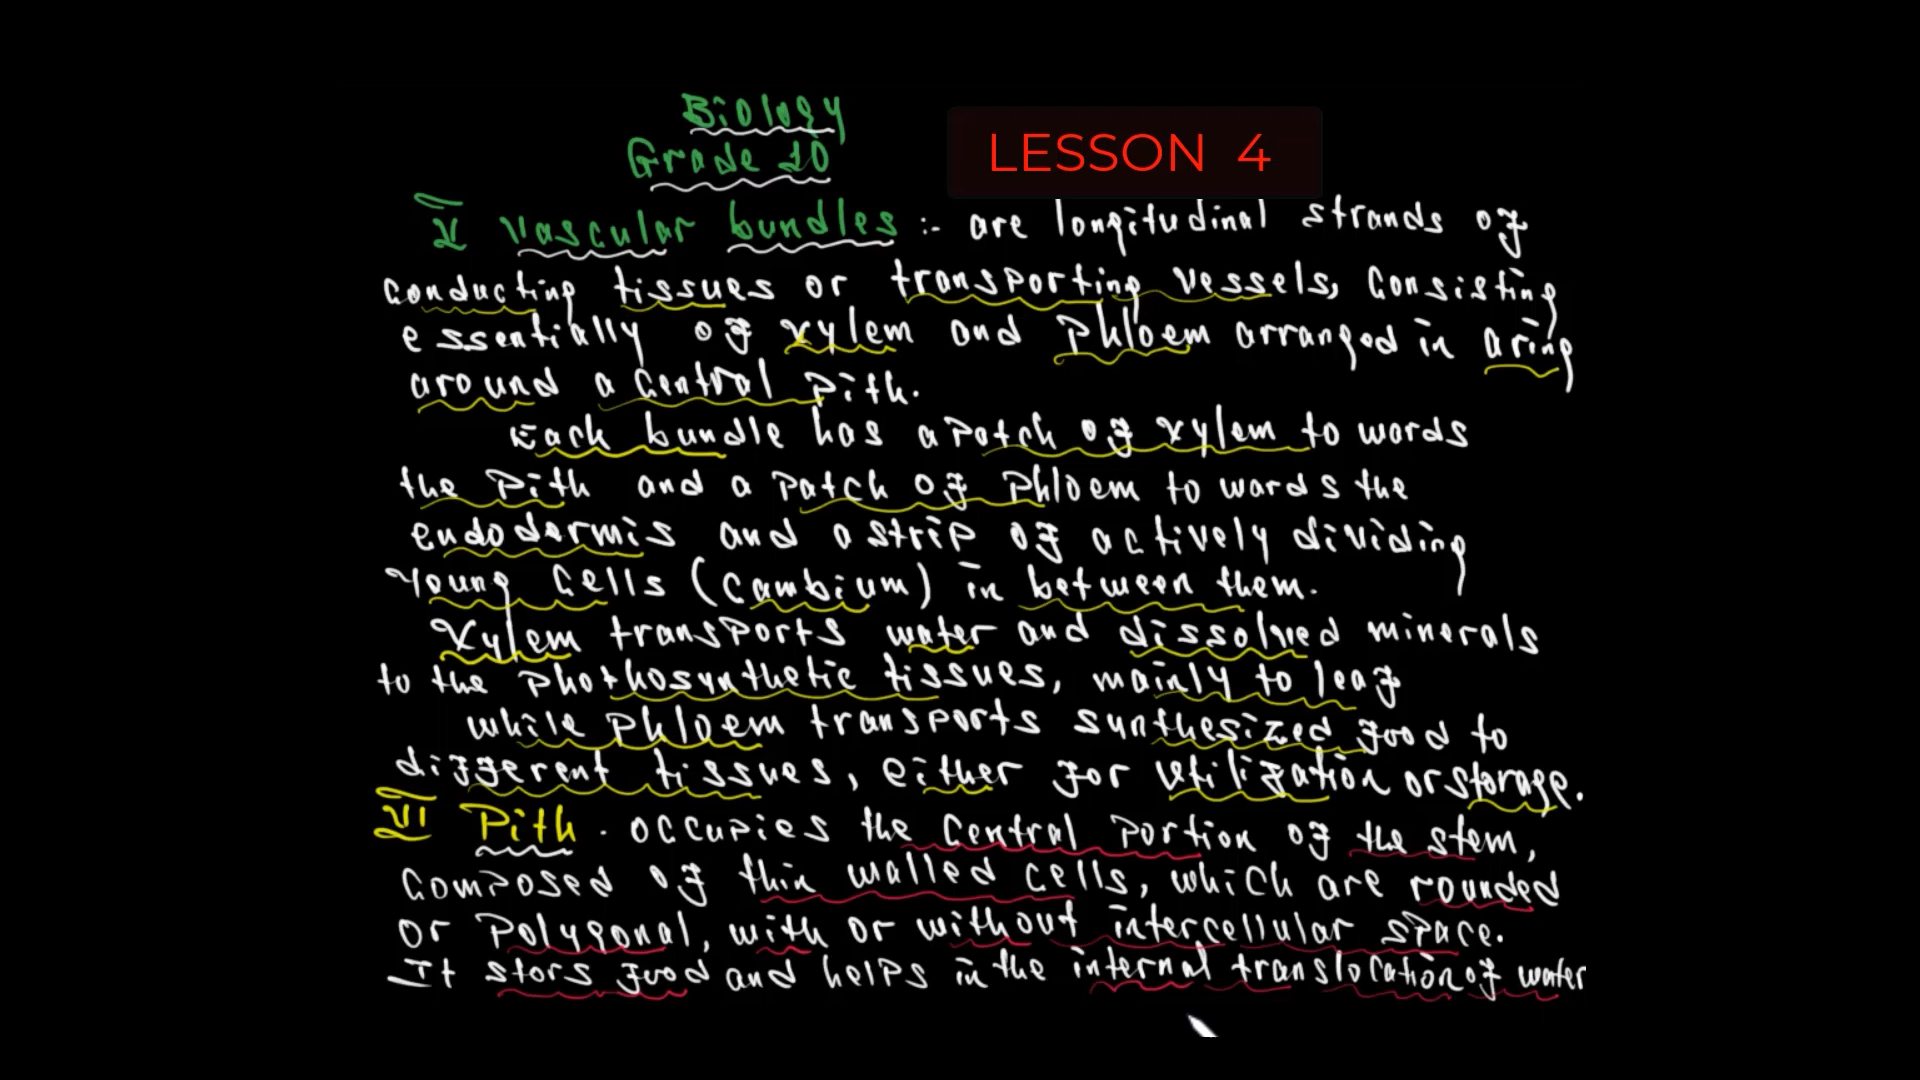 Biology
LESSON 4
Grade 10
V Vascular bundles :- are longitudinal strands of
conducting tissues or transporting vessels, Consisting
essentially of xylem and Phloem arranged in aring
around a Central Pith.
Each bundle has a Patch of xylem to words
the Pith and a Patch of Phloem to wards the
endodermis and a strip of actively dividing
Young Cells (Cambium) in between them.
Xylem transports water and dissolved minerals
to the Photosynthetic tissues, mainly to leaf
while Phloem transports synthesized food to
different tissues, either for utilization or storage.
VI Pith. occupies the Central Portion of the stem,
Composed of thin walled cells, which are rounded
or Polygonal, with or without intercellular space.
It stors food and helps in the internal translocation of water